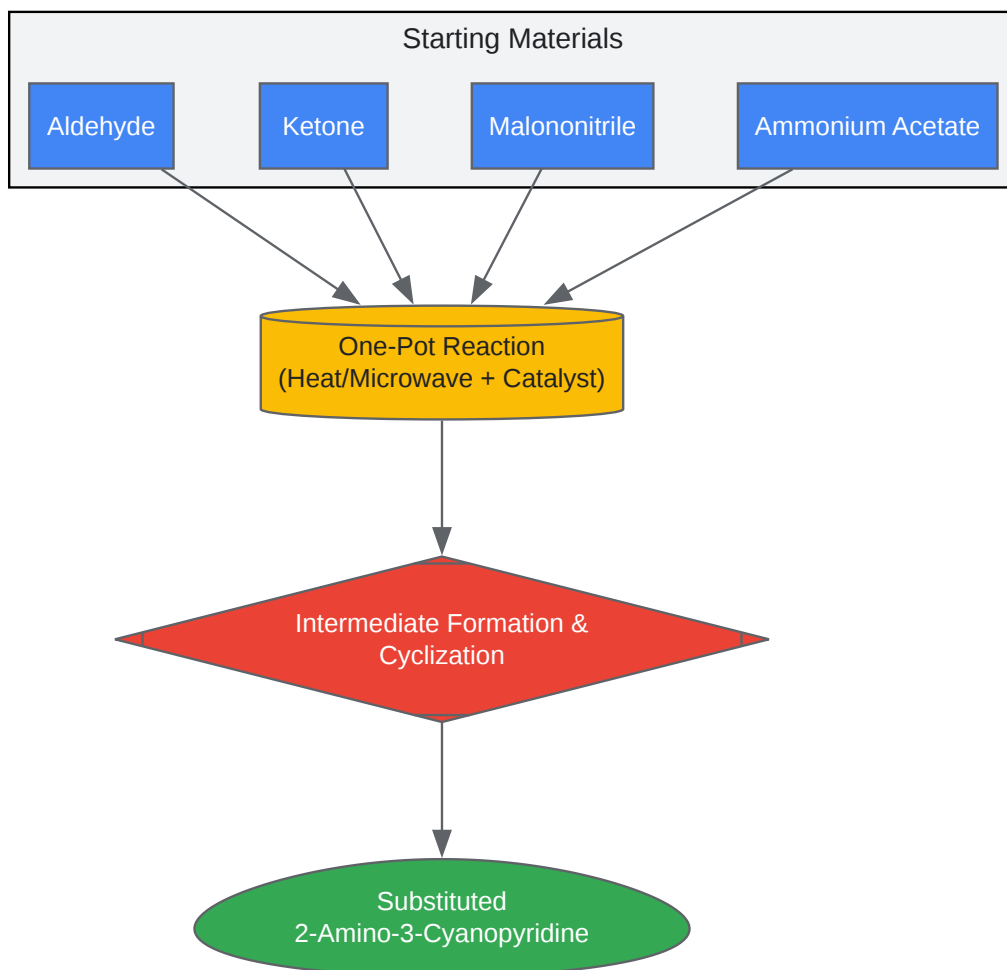 Starting Materials
Aldehyde
Ketone
Malononitrile
Ammonium Acetate
One-Pot Reaction
(Heat/Microwave + Catalyst)
Intermediate Formation &
Cyclization
Substituted
2-Amino-3-Cyanopyridine